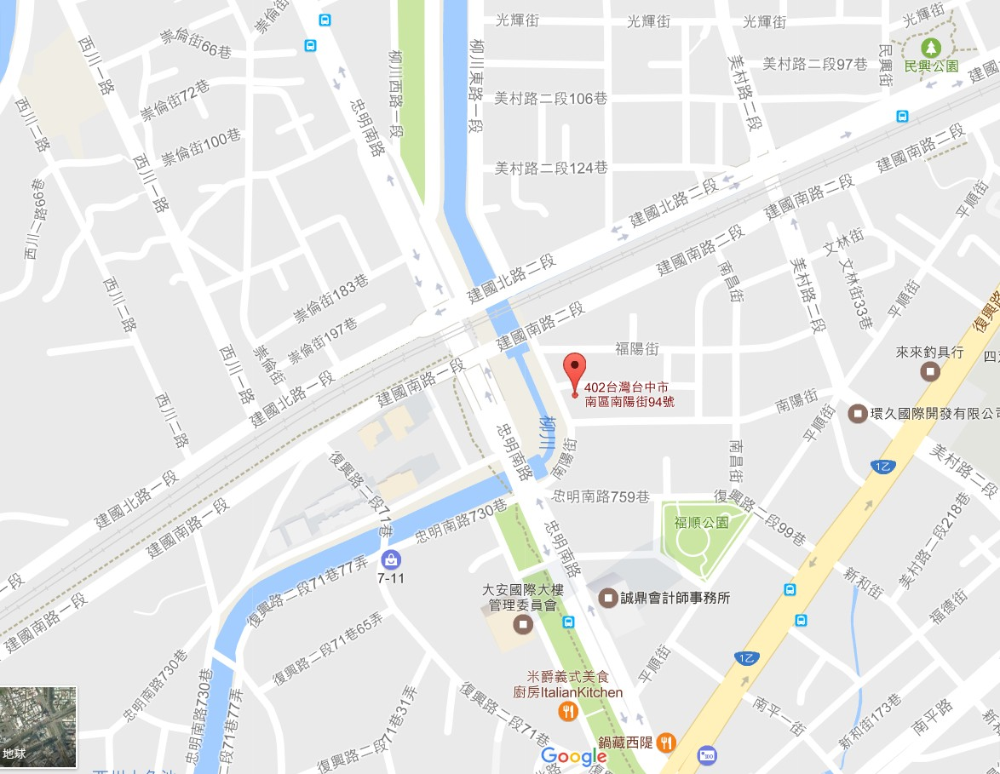 光輝街
光輝街
光輝街
光輝街
崇倫街
崇倫街66巷
西川一路
柳川西路一段
柳川東路一段
美村路二段97巷
民興街
民興公園
建國
美村路二段
崇倫街72巷
忠明南路
美村路二段106巷
西川二路
崇倫街100巷
西川一路
美村路二段124巷
建國南路二段
西川一路66巷
建國北路二段
建國南路二段
平順街
建國南路二段
文林街
建國北路二段
南昌街
美村路二段
文林街33巷
平順街
復興路
西川二路
崇倫街183巷
建國南路二段
崇倫街197巷
崇倫街
西川一路
福陽街
來來釣具行
建國南路一段
建國北路一段
402台灣台中市
南區南陽街94號
南陽街
平順街
環久國際開發有限公司
西川二路
柳川
忠明南路
南陽街
南昌街
1乙
美村路二段
復興路二段71巷
建國北路一段
建國南路一段
忠明南路730巷
忠明南路759巷
復興路一段99巷
福順公園
忠明南路
美村路二段218巷
7-11
復興路二段71巷77弄
大安國際大樓
管理委員會
誠鼎會計師事務所
新和街
福德街
一段
建國南路一段
復興路二段71巷65弄
忠明南路730巷
忠明南路730巷
二段71巷77弄
平順街
1乙
米爵義式美食
廚房ItalianKitchen
復興路二段71巷31弄
復興路二段71巷
南平一街
新和街173巷
南平路
鍋藏西隄
地球
Google